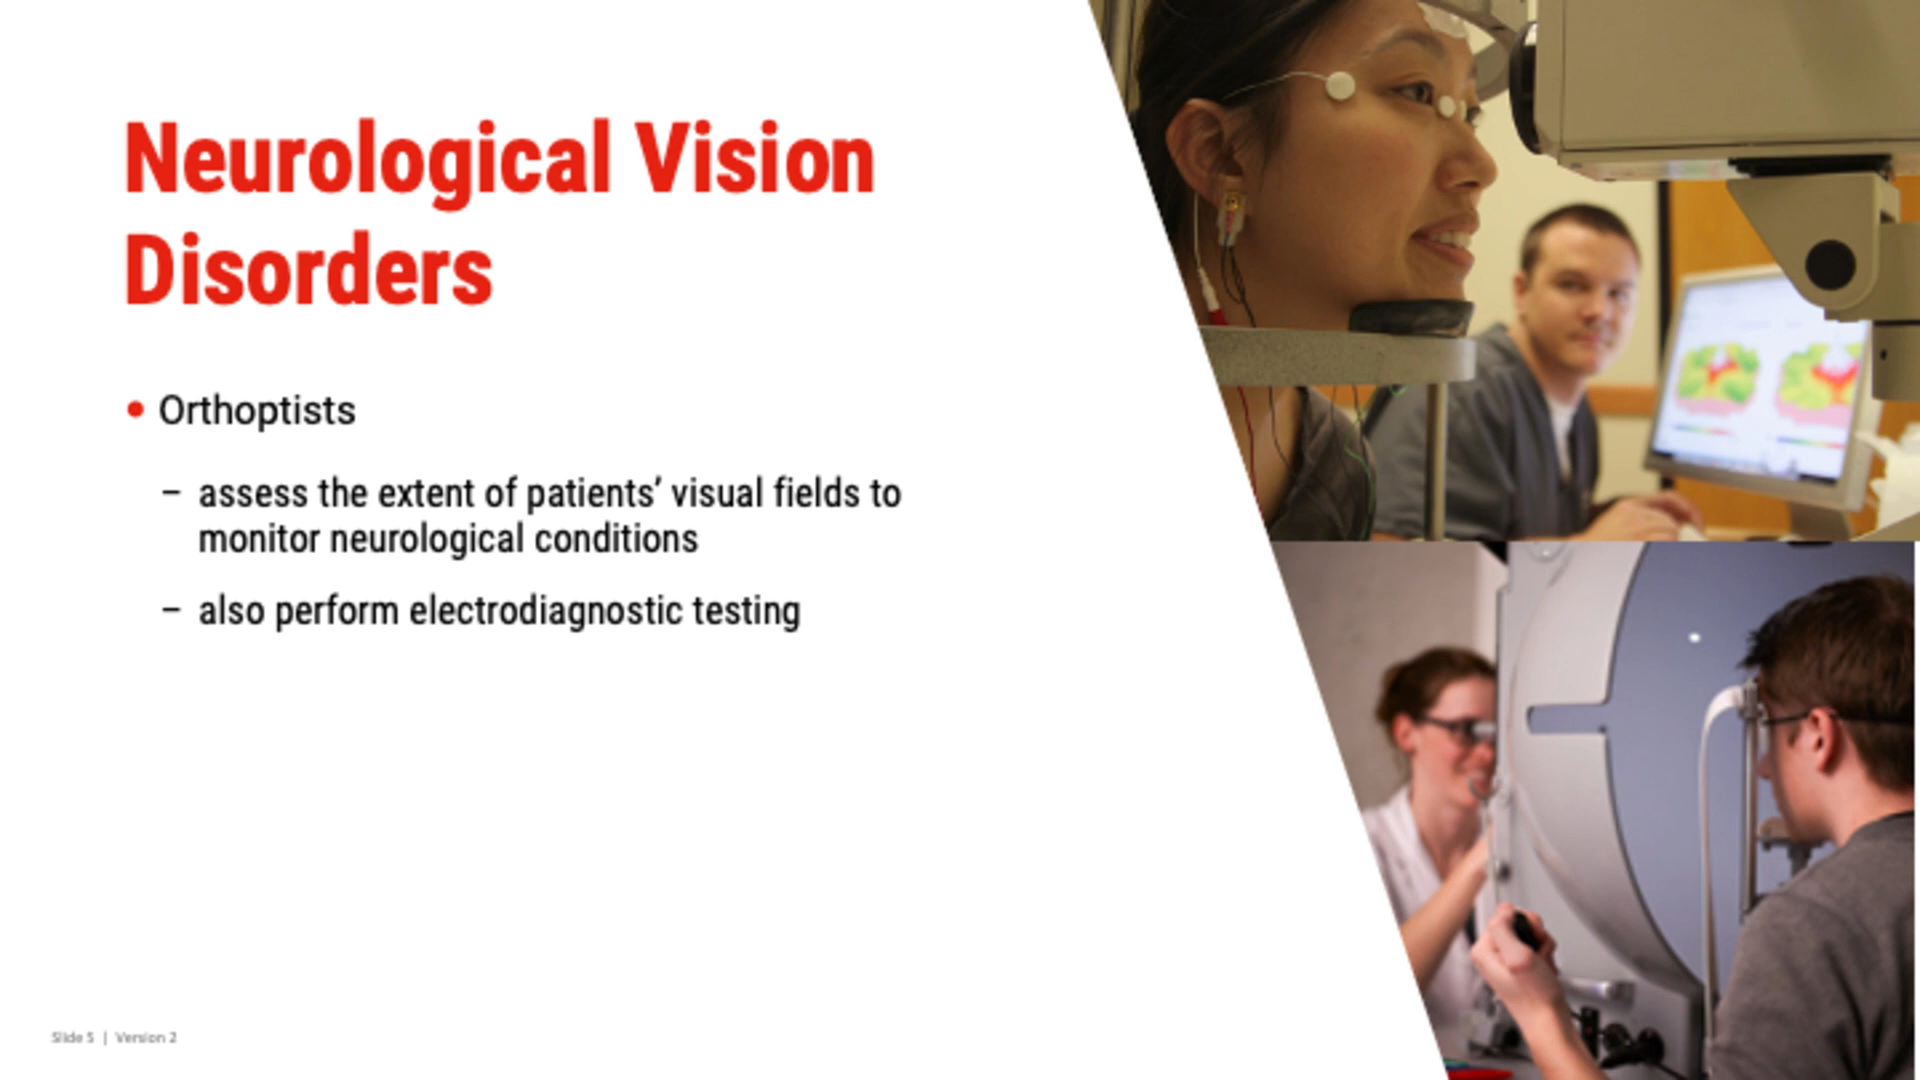 Neurological Vision
Disorders
• Orthoptists
– assess the extent of patients’ visual fields to
monitor neurological conditions
– also perform electrodiagnostic testing
Slide 5 | Version 2